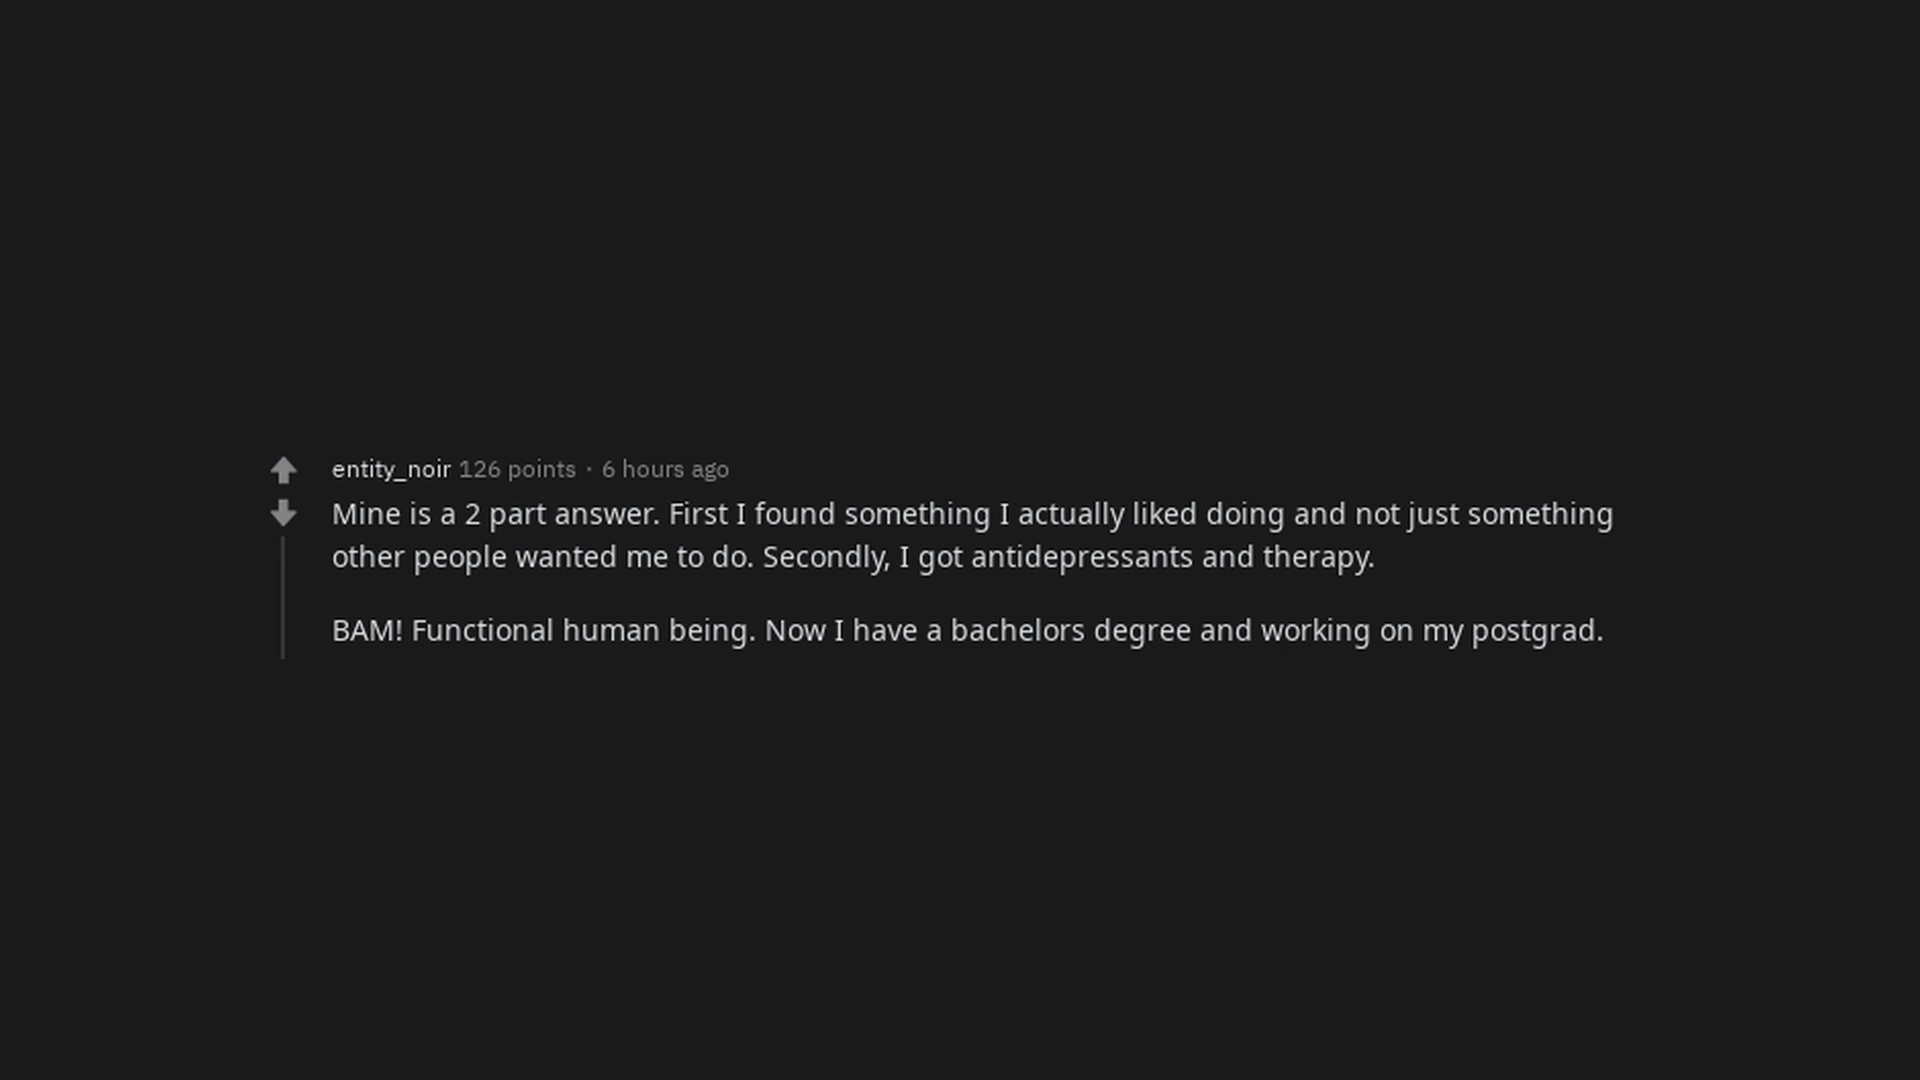 entity_noir 126 points · 6 hours ago
Mine is a 2 part answer. First I found something I actually liked doing and not just something
other people wanted me to do. Secondly, I got antidepressants and therapy.
BAM! Functional human being. Now I have a bachelors degree and working on my postgrad.